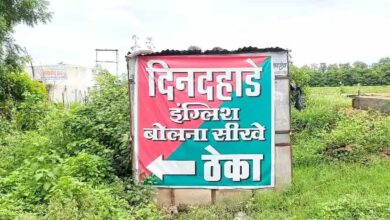 दिनदहाडे
इंग्लिश
बोलना सीखे
ठेका